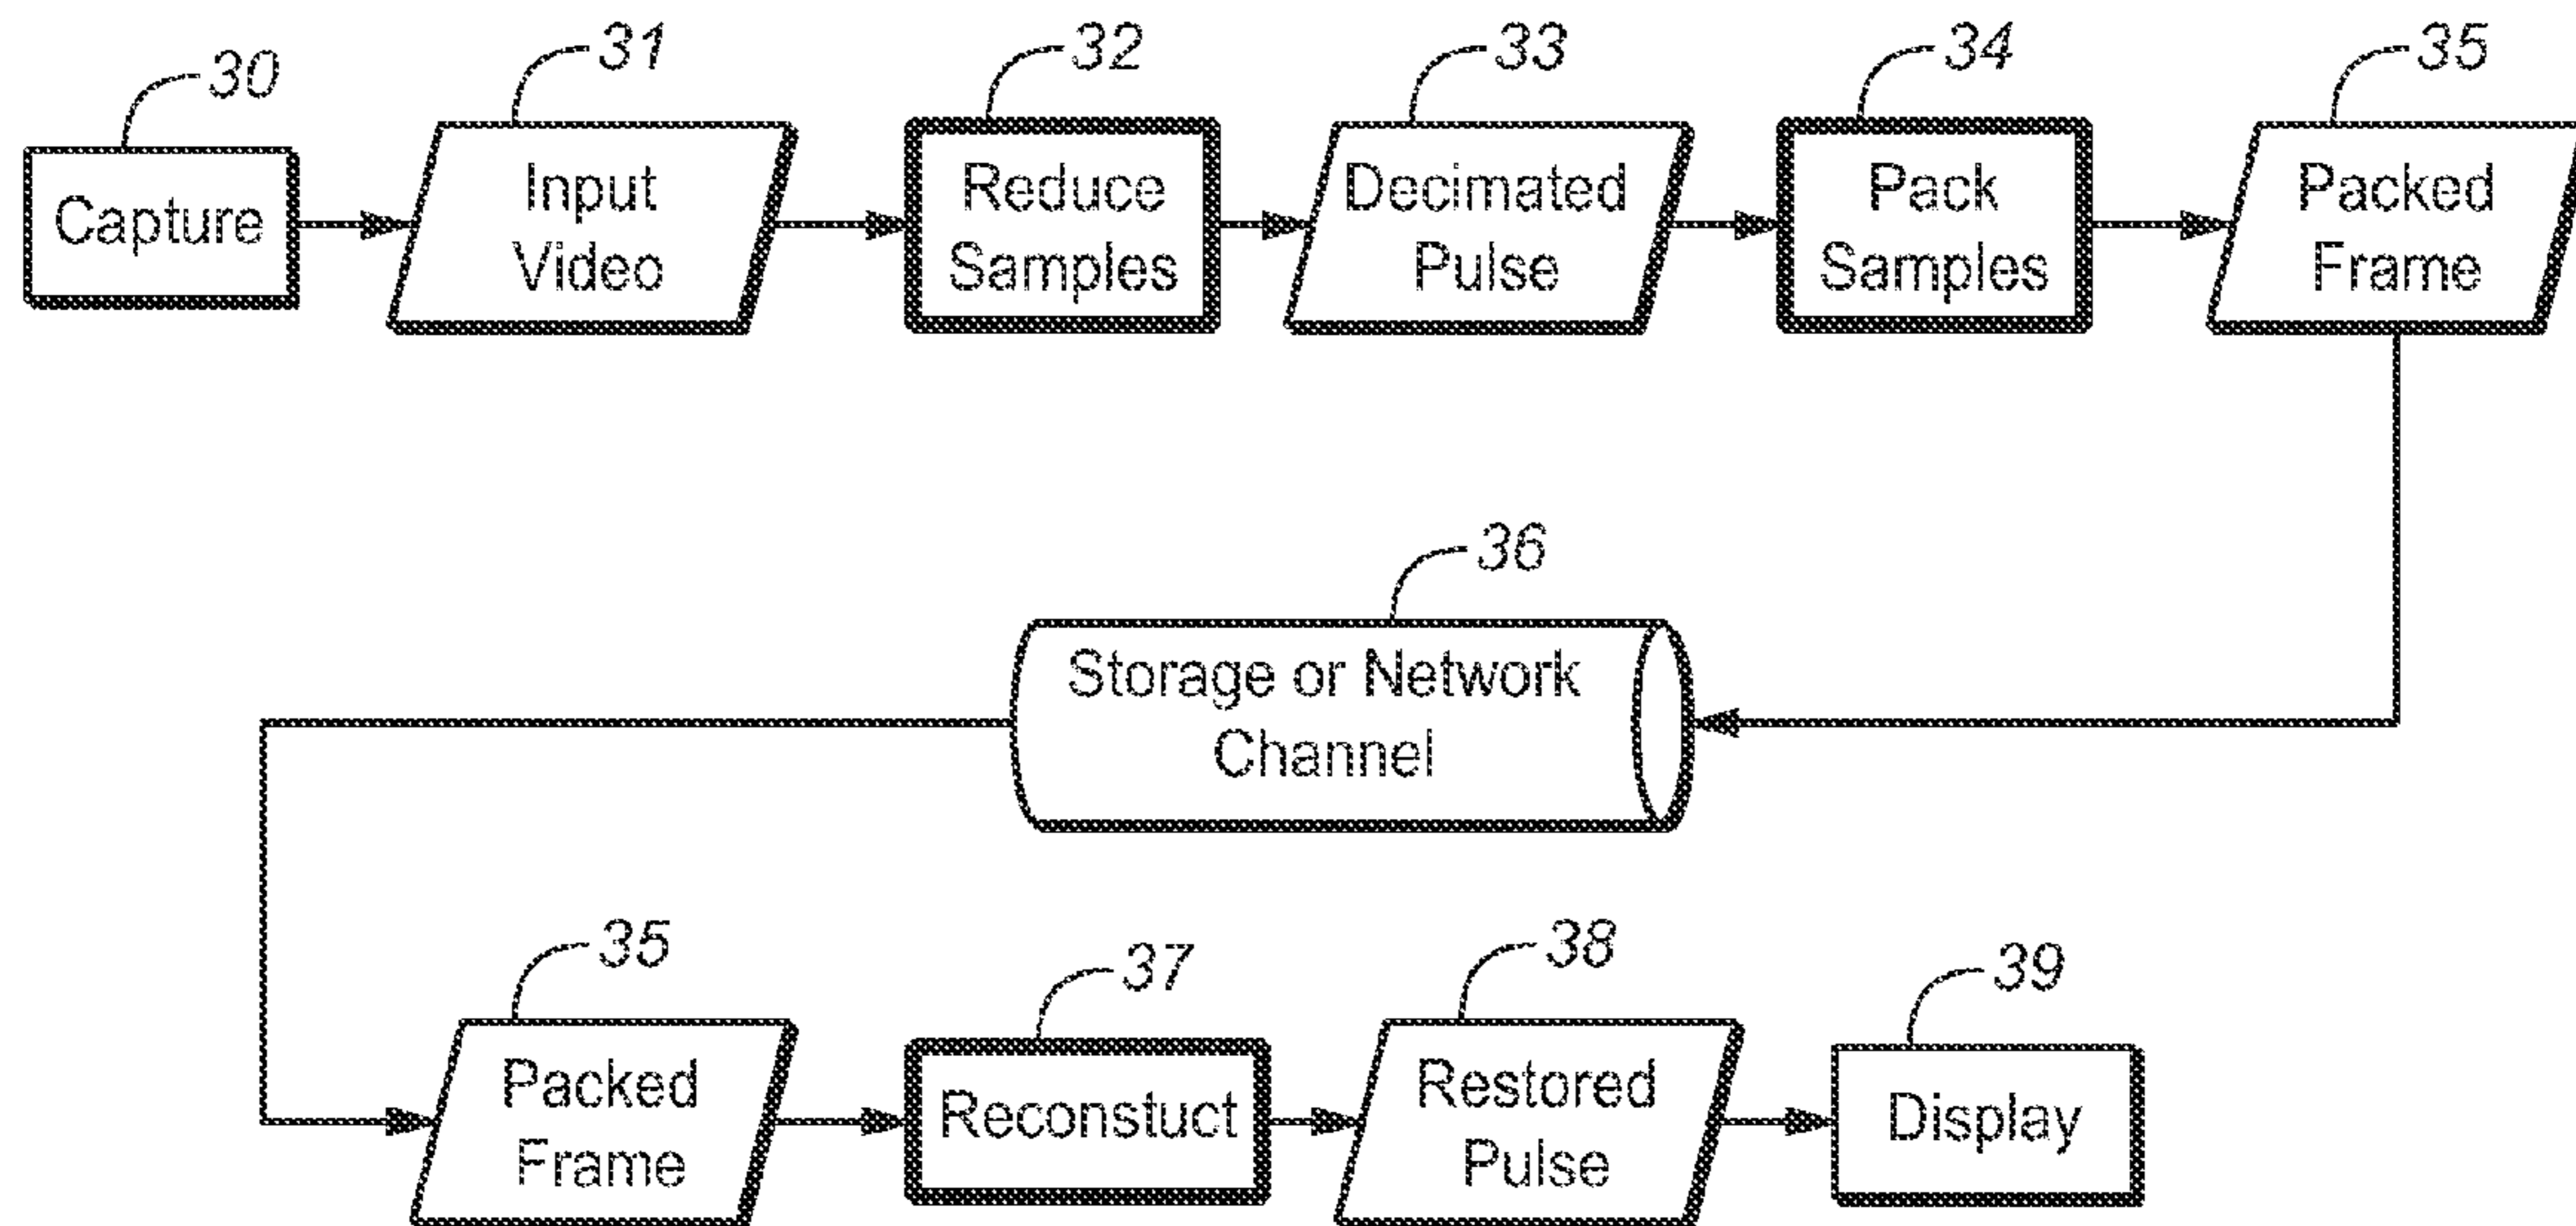 30
31
32
33
34
35
Capture
Input
Video
Reduce
Samples
Decimated
Pulse
Pack
Samples
Packed
Frame
36
Storage or Network
Channel
35
37
38
39
Packed
Frame
Reconstuct
Restored
Pulse
Display